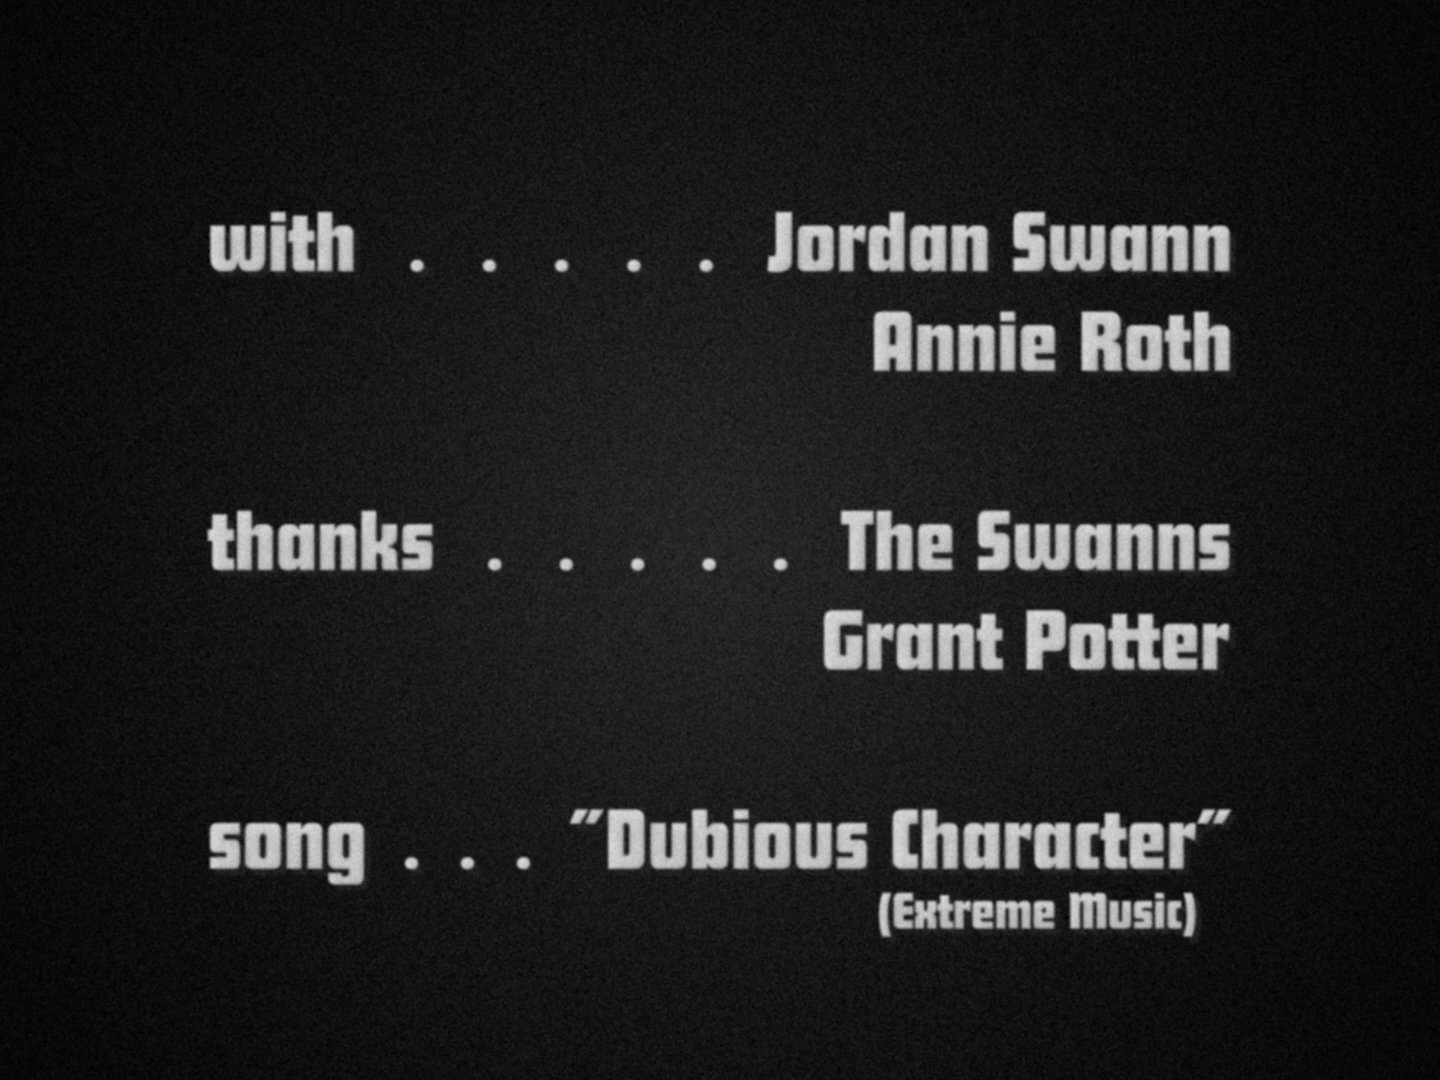 with . . . . . Jordan Swann
Annie Roth
thanks . . . . . The Swanns
Grant Potter
song . . . "Dubious Character"
(Extreme Music)